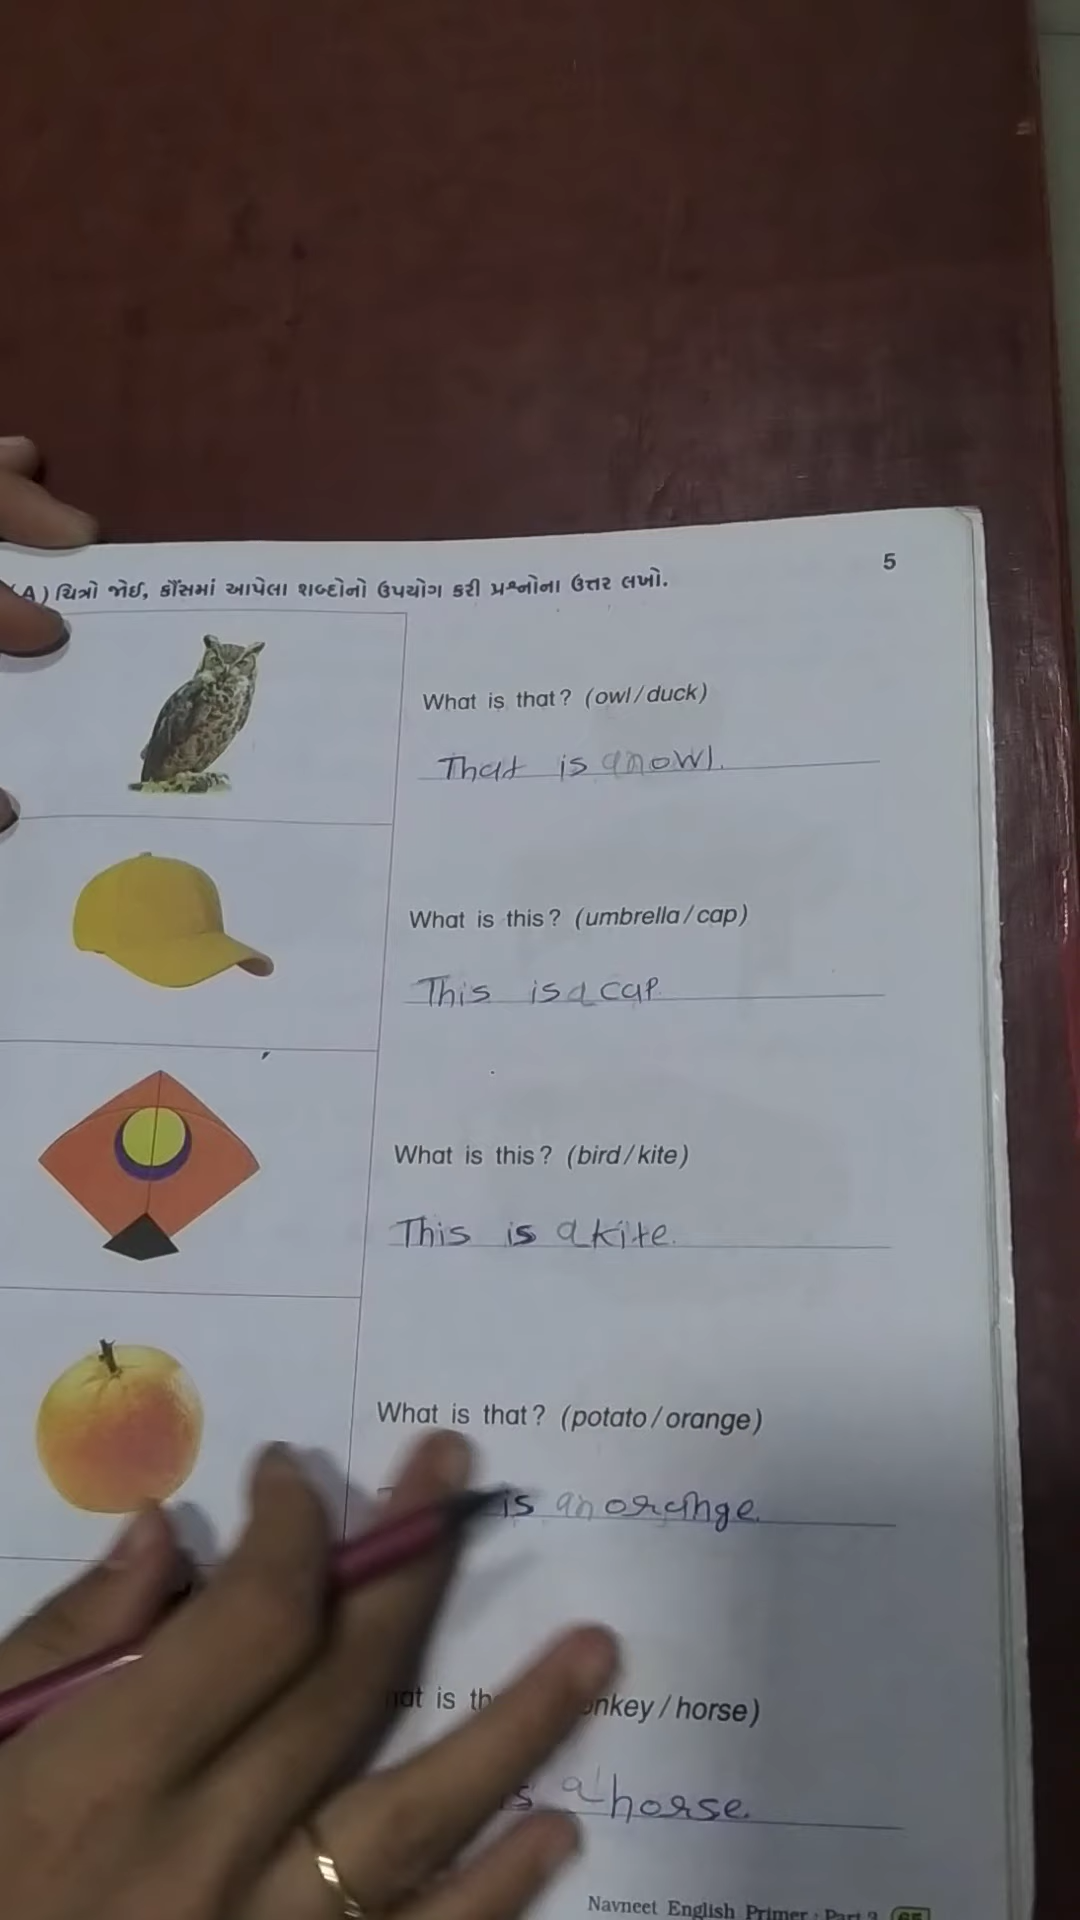 5
(A) ચિત્રો જોઈ, કૌંસમાં આપેલા શબ્દોનો ઉપયોગ કરી પ્રશ્નોના ઉત્તર લખો.
What is that? (owl/duck)
That is an owl.
What is this? (umbrella/cap)
This is a cap.
What is this? (bird/kite)
This is a kite.
What is that? (potato/orange)
is an orange.
is /horse)
a horse.
Navneet English Primer : Part